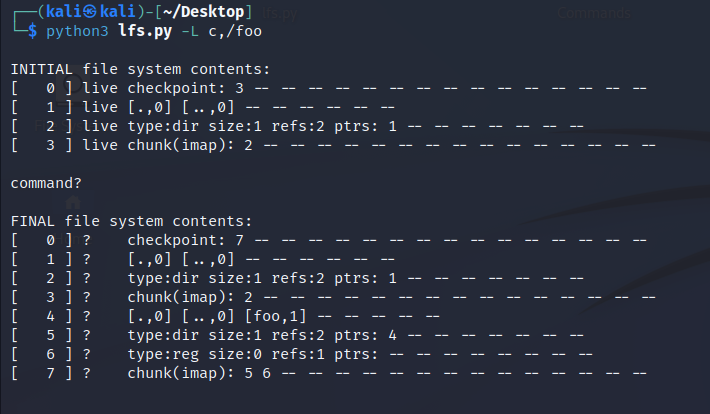 (kali㉿kali)-[~/Desktop]
$ python3 lfs.py -L c,/foo
INITIAL file system contents:
[   0 ] live checkpoint: 3 -- -- -- -- -- -- -- -- -- -- -- -- -- -- --
[   1 ] live [.,0] [..,0] -- -- -- -- -- --
[   2 ] live type:dir size:1 refs:2 ptrs: 1 -- -- -- -- -- -- --
[   3 ] live chunk(imap): 2 -- -- -- -- -- -- -- -- -- -- -- -- -- -- --
command?
FINAL file system contents:
[   0 ] ?    checkpoint: 7 -- -- -- -- -- -- -- -- -- -- -- -- -- -- --
[   1 ] ?    [.,0] [..,0] -- -- -- -- -- --
[   2 ] ?    type:dir size:1 refs:2 ptrs: 1 -- -- -- -- -- -- --
[   3 ] ?    chunk(imap): 2 -- -- -- -- -- -- -- -- -- -- -- -- -- -- --
[   4 ] ?    [.,0] [..,0] [foo,1] -- -- -- -- --
[   5 ] ?    type:dir size:1 refs:2 ptrs: 4 -- -- -- -- -- -- --
[   6 ] ?    type:reg size:0 refs:1 ptrs: -- -- -- -- -- -- -- --
[   7 ] ?    chunk(imap): 5 6 -- -- -- -- -- -- -- -- -- -- -- -- -- --